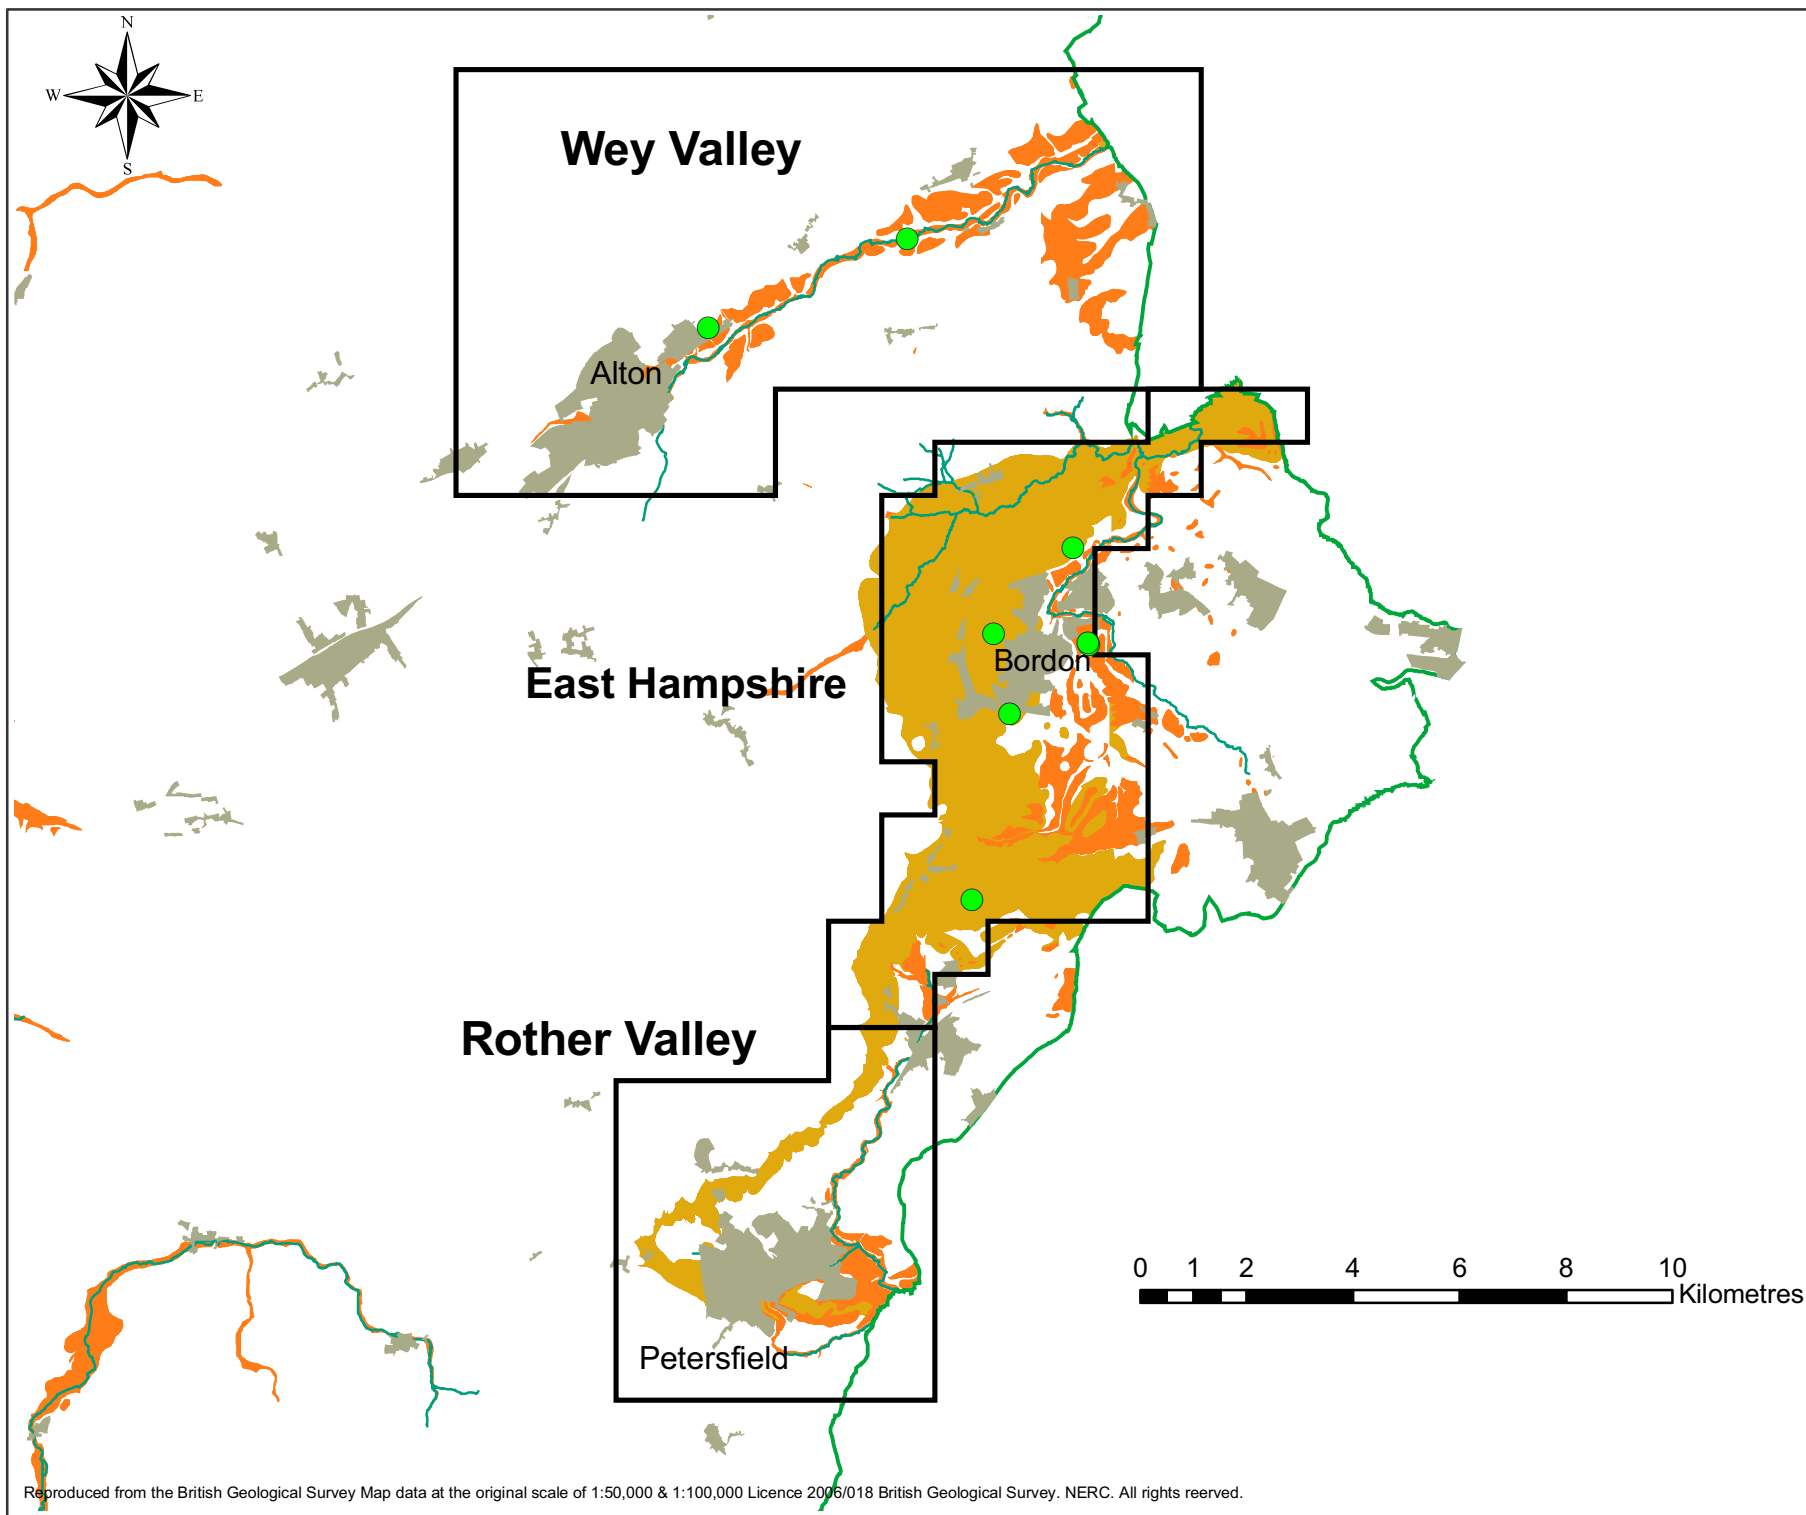 N
W E
S
Wey Valley
Alton
Bordon
East Hampshire
Rother Valley
0 1 2 4 6 8 10
Kilometres
Petersfield
Reproduced from the British Geological Survey Map data at the original scale of 1:50,000 & 1:100,000 Licence 2006/018 British Geological Survey. NERC. All rights reerved.